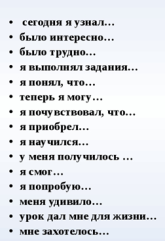 • сегодня я узнал…
• было интересно…
• было трудно…
• я выполнял задания…
• я понял, что…
• теперь я могу…
• я почувствовал, что…
• я приобрел…
• я научился…
• у меня получилось …
• я смог…
• я попробую…
• меня удивило…
• урок дал мне для жизни…
• мне захотелось…